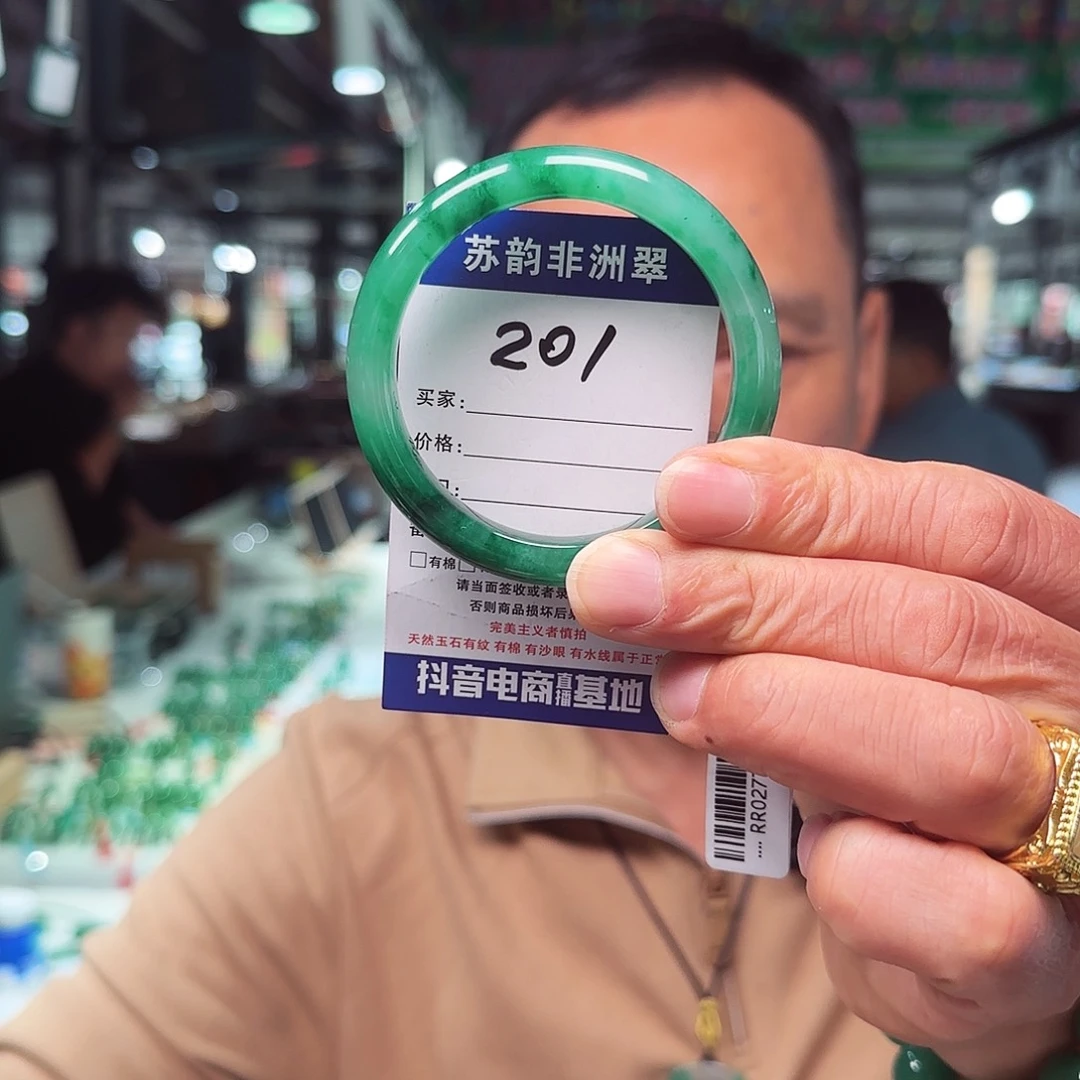 苏韵非洲翠
201
买家:
价格:
□有棉□
请当面签收或者录
否则商品损坏后
完美主义者慎拍
天然玉石有纹 有棉 有沙眼 有水线属于正常
抖音电商直播基地
RR027